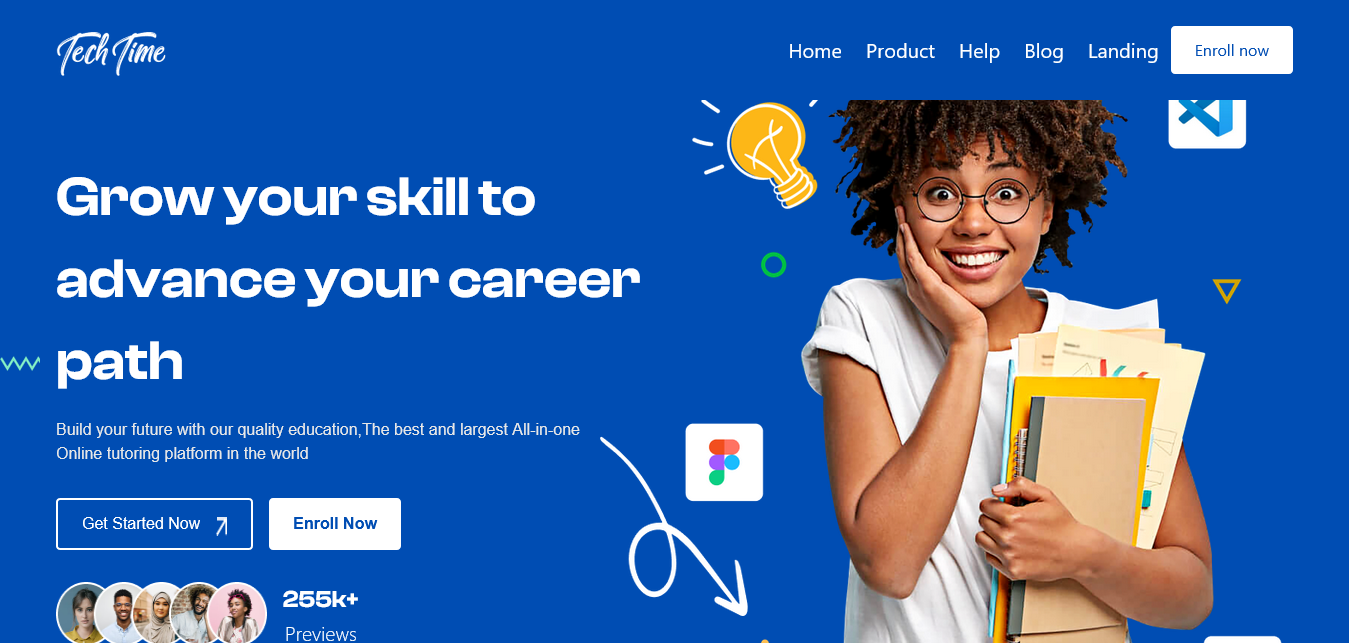 Tech Time
Home Product Help Blog Landing Enroll now
Grow your skill to
advance your career
path
Build your future with our quality education,The best and largest All-in-one
Online tutoring platform in the world
Get Started Now
Enroll Now
255k+
Previews